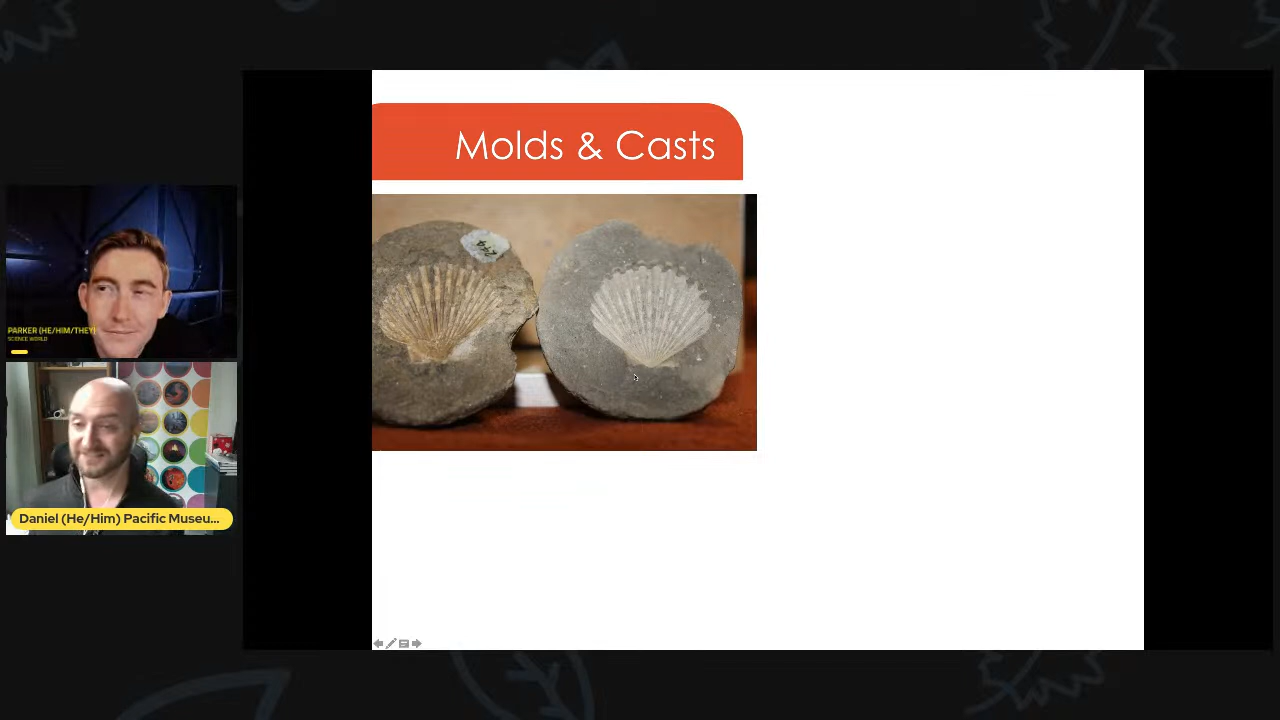 Molds & Casts
PARKER (HE/HIM/THEY)
SCIENCE WORLD
Daniel (He/Him) Pacific Museu...